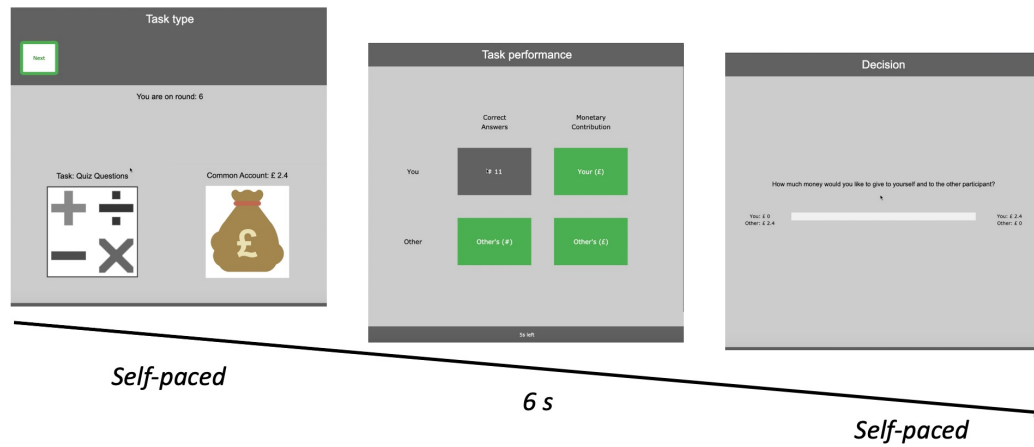 Task type
Next
You are on round: 6
Task: Quiz Questions
Common Account: £ 2.4
£
Self-paced
Task performance
Correct
Answers
Monetary
Contribution
You
# 11
Your (£)
Other
Other's (#)
Other's (£)
5s left
6 s
Decision
How much money would you like to give to yourself and to the other participant?
You: £ 0
Other: £ 2.4
You: £ 2.4
Other: £ 0
Self-paced